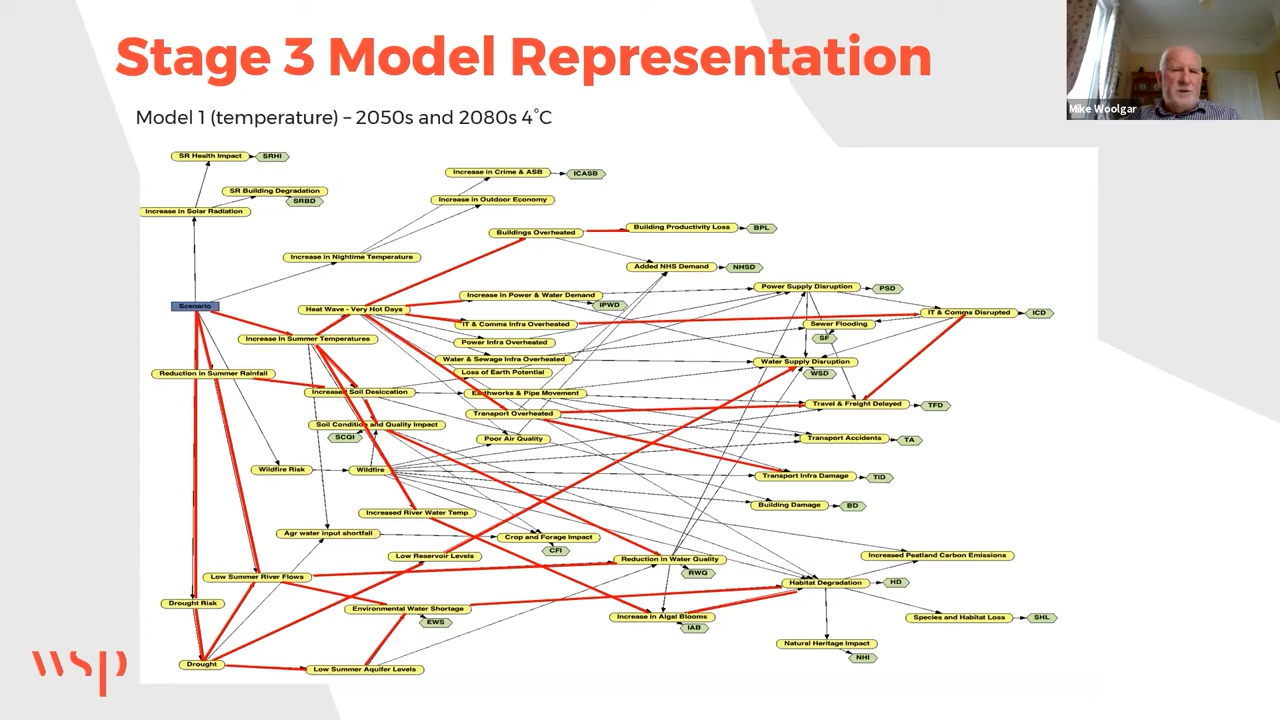 Stage 3 Model Representation
Mike Woolgar
Model 1 (temperature) – 2050s and 2080s 4°C
SR Health Impact
SRHI
Increase in Crime & ASB
ICASB
SR Building Degradation
SRBD
Increase in Outdoor Economy
Increase in Solar Radiation
Building Productivity Loss
BPL
Buildings Overheated
Increase in Nightime Temperature
Added NHS Demand
NHSD
Power Supply Disruption
PSD
Increase in Power & Water Demand
IPWD
Scenario
Heat Wave - Very Hot Days
IT & Comms Disrupted
ICD
IT & Comms Infra Overheated
Sewer Flooding
SF
Increase in Summer Temperatures
Power Infra Overheated
Water & Sewage Infra Overheated
Water Supply Disruption
WSD
Reduction in Summer Rainfall
Loss of Earth Potential
Increased Soil Desiccation
Earthworks & Pipe Movement
Travel & Freight Delayed
TFD
Transport Overheated
Soil Condition and Quality Impact
SCQI
Poor Air Quality
Transport Accidents
TA
Wildfire Risk
Wildfire
Transport Infra Damage
TID
Building Damage
BD
Increased River Water Temp
Agr water input shortfall
Crop and Forage Impact
CFI
Low Reservoir Levels
Reduction in Water Quality
RWQ
Increased Peatland Carbon Emissions
Low Summer River Flows
Habitat Degradation
HD
Drought Risk
Environmental Water Shortage
EWS
Increase in Algal Blooms
IAB
Species and Habitat Loss
SHL
Natural Heritage Impact
NHI
Drought
Low Summer Aquifer Levels
wsp